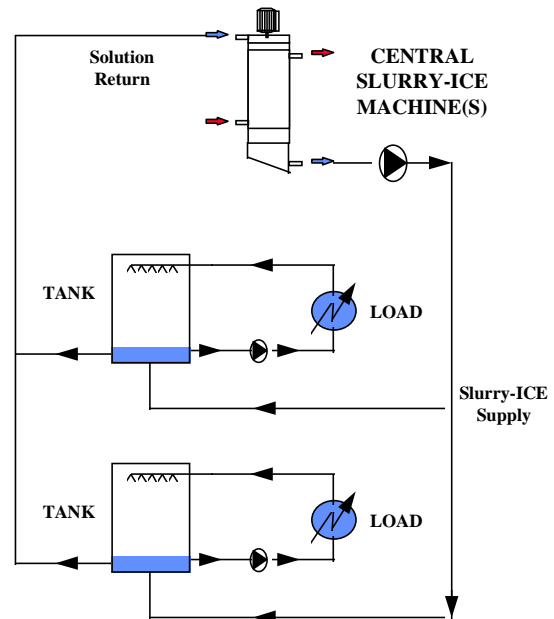 Solution
Return
CENTRAL
SLURRY-ICE
MACHINE(S)
TANK
LOAD
Slurry-ICE
Supply
TANK
LOAD